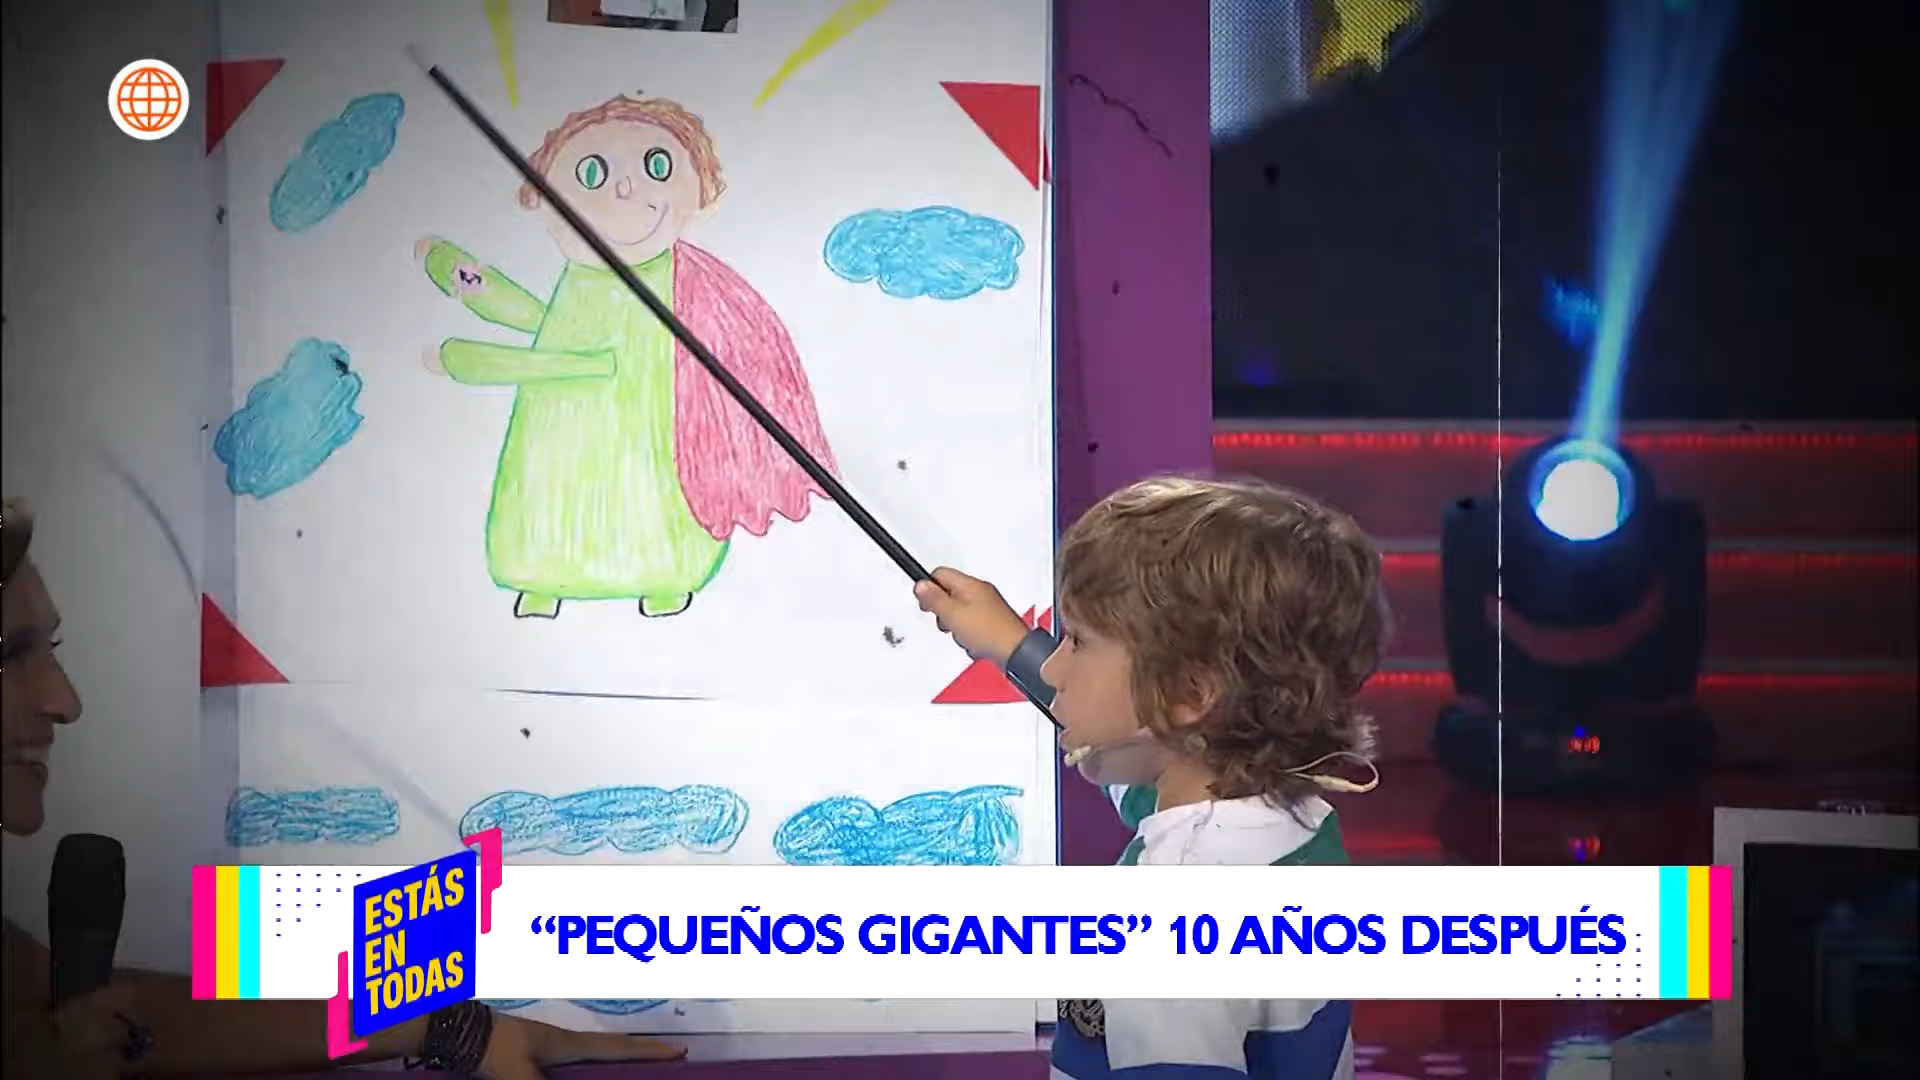 ESTÁS
EN
TODAS
“PEQUEÑOS GIGANTES” 10 AÑOS DESPUÉS